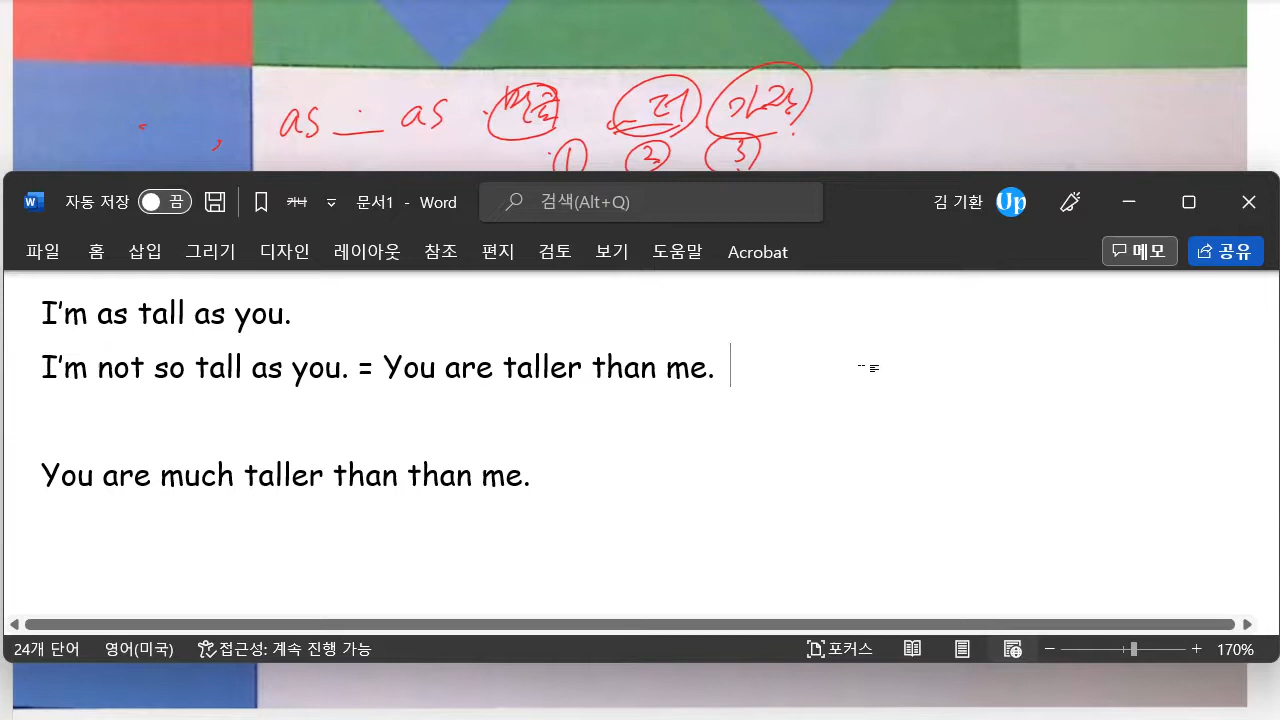 as _ as 만큼 더 가장
① ② ③
자동 저장 끔 가나 문서1 - Word 검색(Alt+Q) 김 기환 Up
파일 홈 삽입 그리기 디자인 레이아웃 참조 편지 검토 보기 도움말 Acrobat 메모 공유
I’m as tall as you.
I’m not so tall as you. = You are taller than me.
You are much taller than than me.
24개 단어 영어(미국) 접근성: 계속 진행 가능 포커스 170%